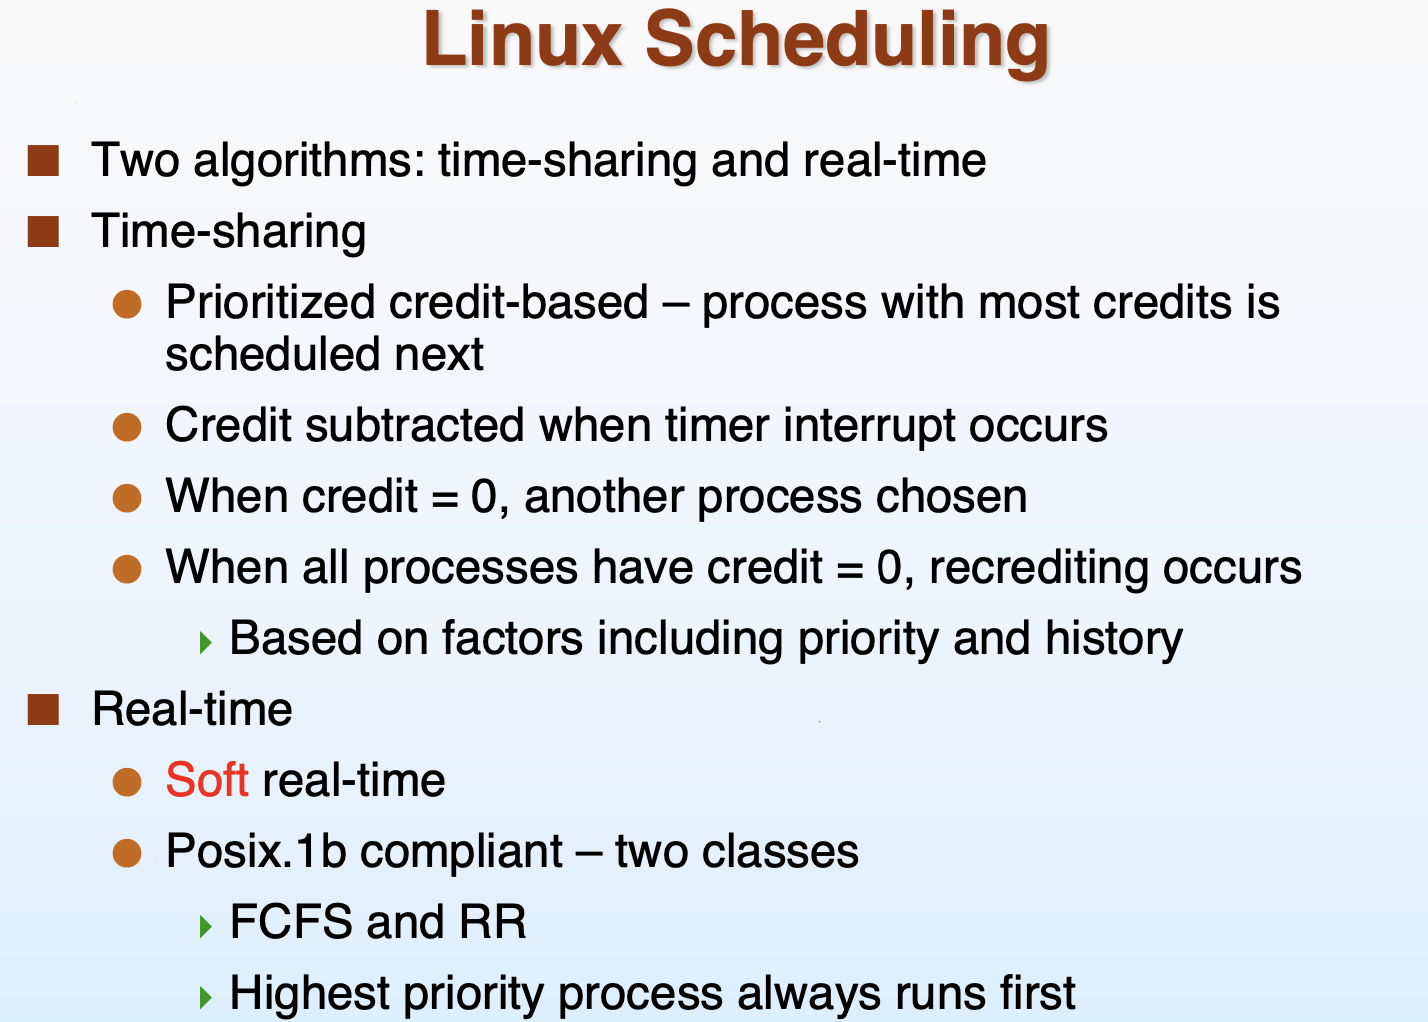 Linux Scheduling
Two algorithms: time-sharing and real-time
Time-sharing
Prioritized credit-based – process with most credits is
scheduled next
Credit subtracted when timer interrupt occurs
When credit = 0, another process chosen
When all processes have credit = 0, recrediting occurs
Based on factors including priority and history
Real-time
Soft real-time
Posix.1b compliant – two classes
FCFS and RR
Highest priority process always runs first